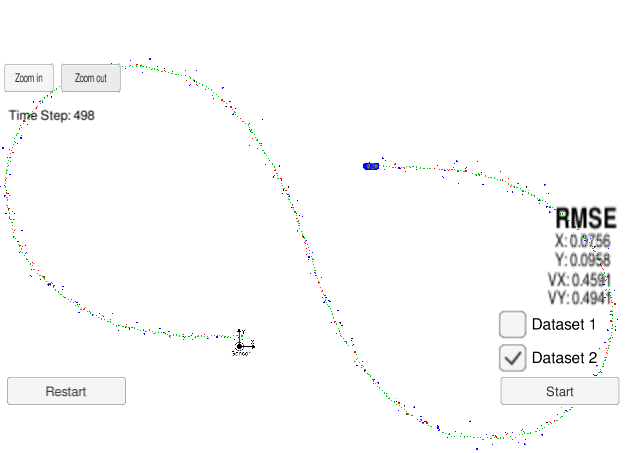 Zoom in
Zoom out
Time Step: 498
RMSE
X: 0.0756
Y: 0.0958
VX: 0.4591
VY: 0.4941
Dataset 1
Dataset 2
Y
X
Sensor
Restart
Start